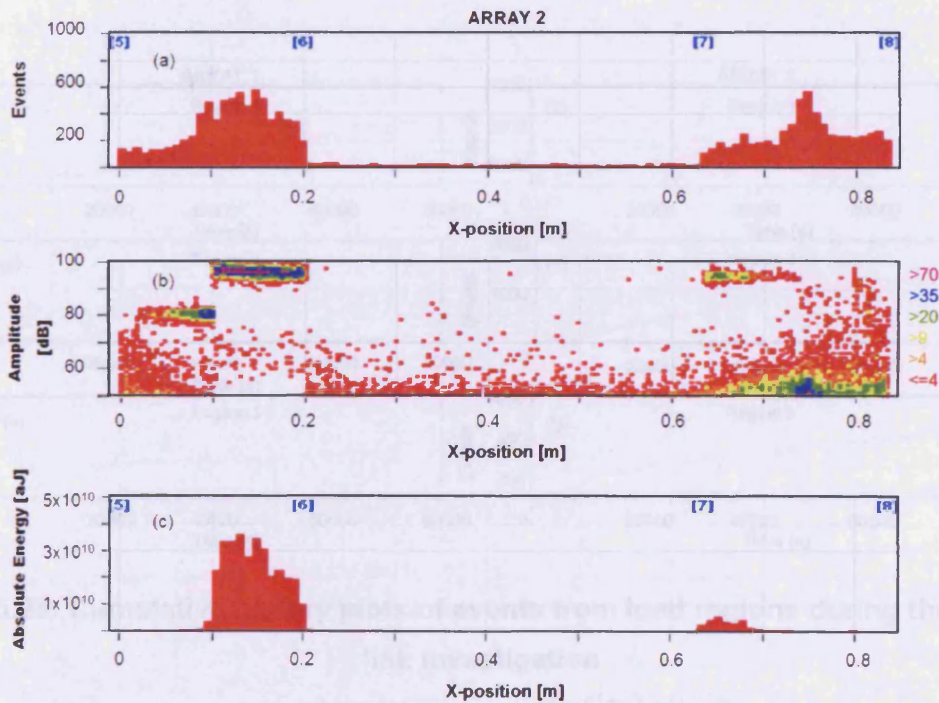 ARRAY 2
1000
600
200
Events
[5]
[6]
[7]
[8]
(a)
0
0.2
0.4
0.6
0.8
X-position [m]
100
80
60
Amplitude
[dB]
(b)
>70
>35
>20
>9
>4
<=4
0
0.2
0.4
0.6
0.8
X-position [m]
Absolute Energy [aJ]
5x10¹⁰
3x10¹⁰
1x10¹⁰
[5]
[6]
[7]
[8]
(c)
0
0.2
0.4
0.6
0.8
X-position [m]